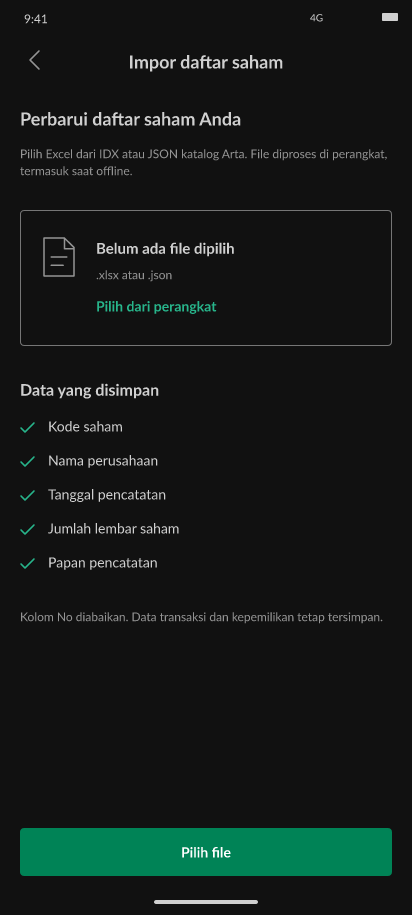 9:41
4G
Impor daftar saham
Perbarui daftar saham Anda
Pilih Excel dari IDX atau JSON katalog Arta. File diproses di perangkat,
termasuk saat offline.
Belum ada file dipilih
.xlsx atau .json
Pilih dari perangkat
Data yang disimpan
Kode saham
Nama perusahaan
Tanggal pencatatan
Jumlah lembar saham
Papan pencatatan
Kolom No diabaikan. Data transaksi dan kepemilikan tetap tersimpan.
Pilih file